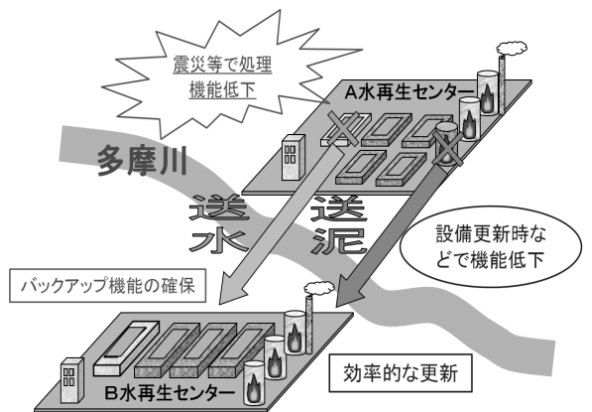 震災等で処理
機能低下
A水再生センター
多摩川
送水
送泥
設備更新時な
どで機能低下
バックアップ機能の確保
B水再生センター
効率的な更新